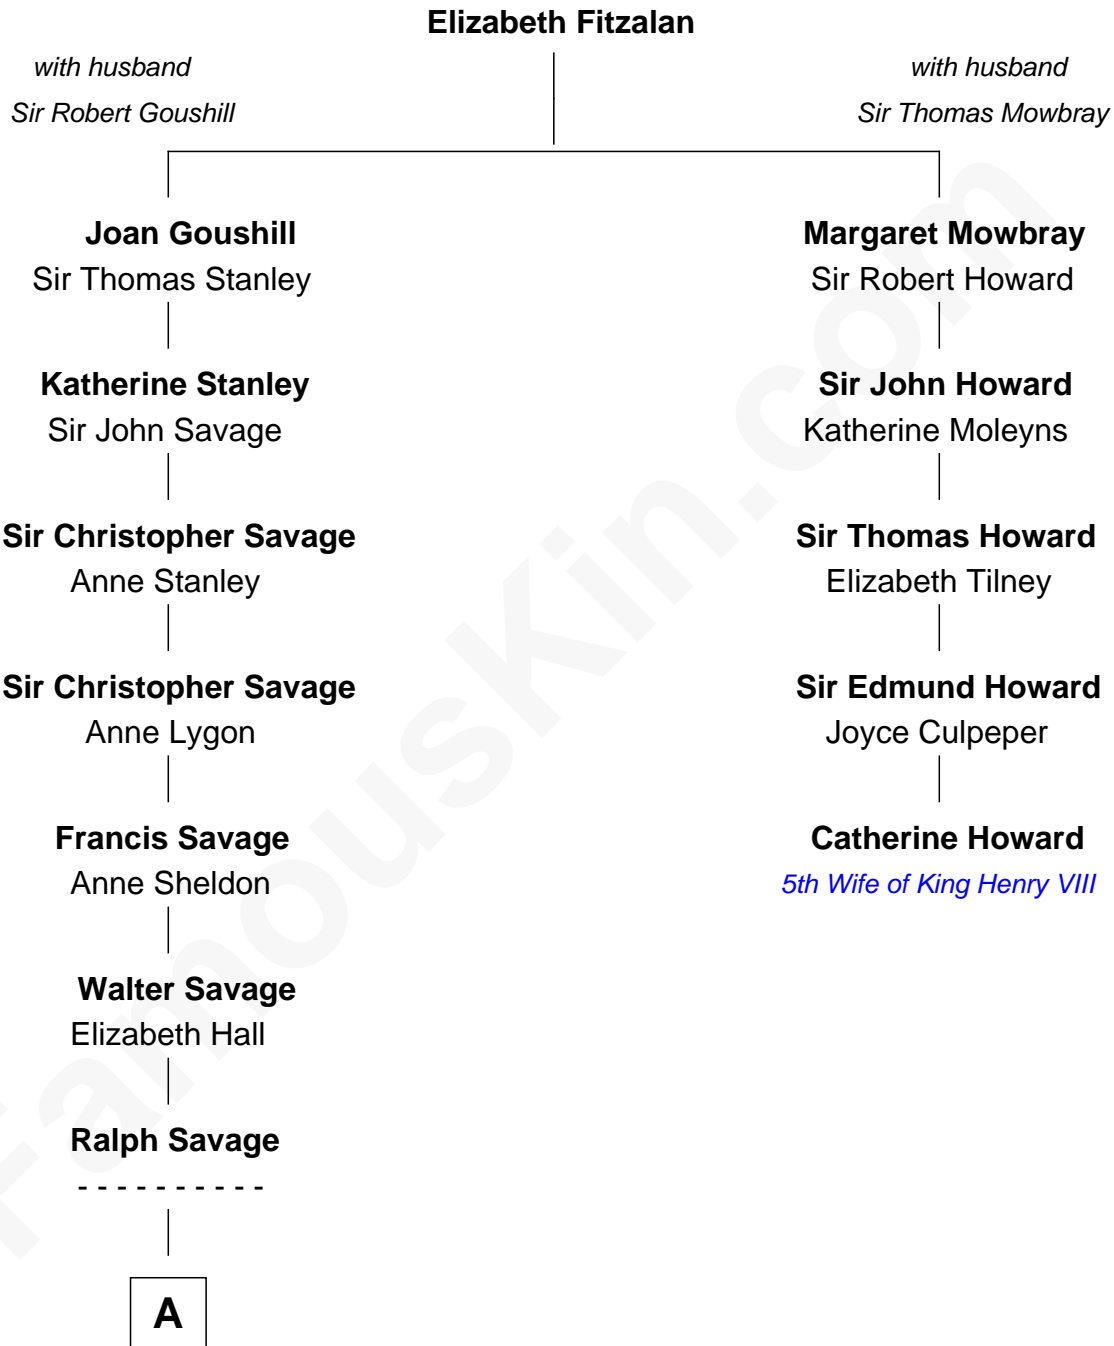 Elizabeth Fitzalan
with husband
Sir Robert Goushill
with husband
Sir Thomas Mowbray
Joan Goushill
Sir Thomas Stanley
Margaret Mowbray
Sir Robert Howard
Katherine Stanley
Sir John Savage
Sir John Howard
Katherine Moleyns
Sir Christopher Savage
Anne Stanley
Sir Thomas Howard
Elizabeth Tilney
Sir Christopher Savage
Anne Lygon
Sir Edmund Howard
Joyce Culpeper
Francis Savage
Anne Sheldon
Catherine Howard
5th Wife of King Henry VIII
Walter Savage
Elizabeth Hall
Ralph Savage
- - - - - - - - - -
A
FamousKin.com